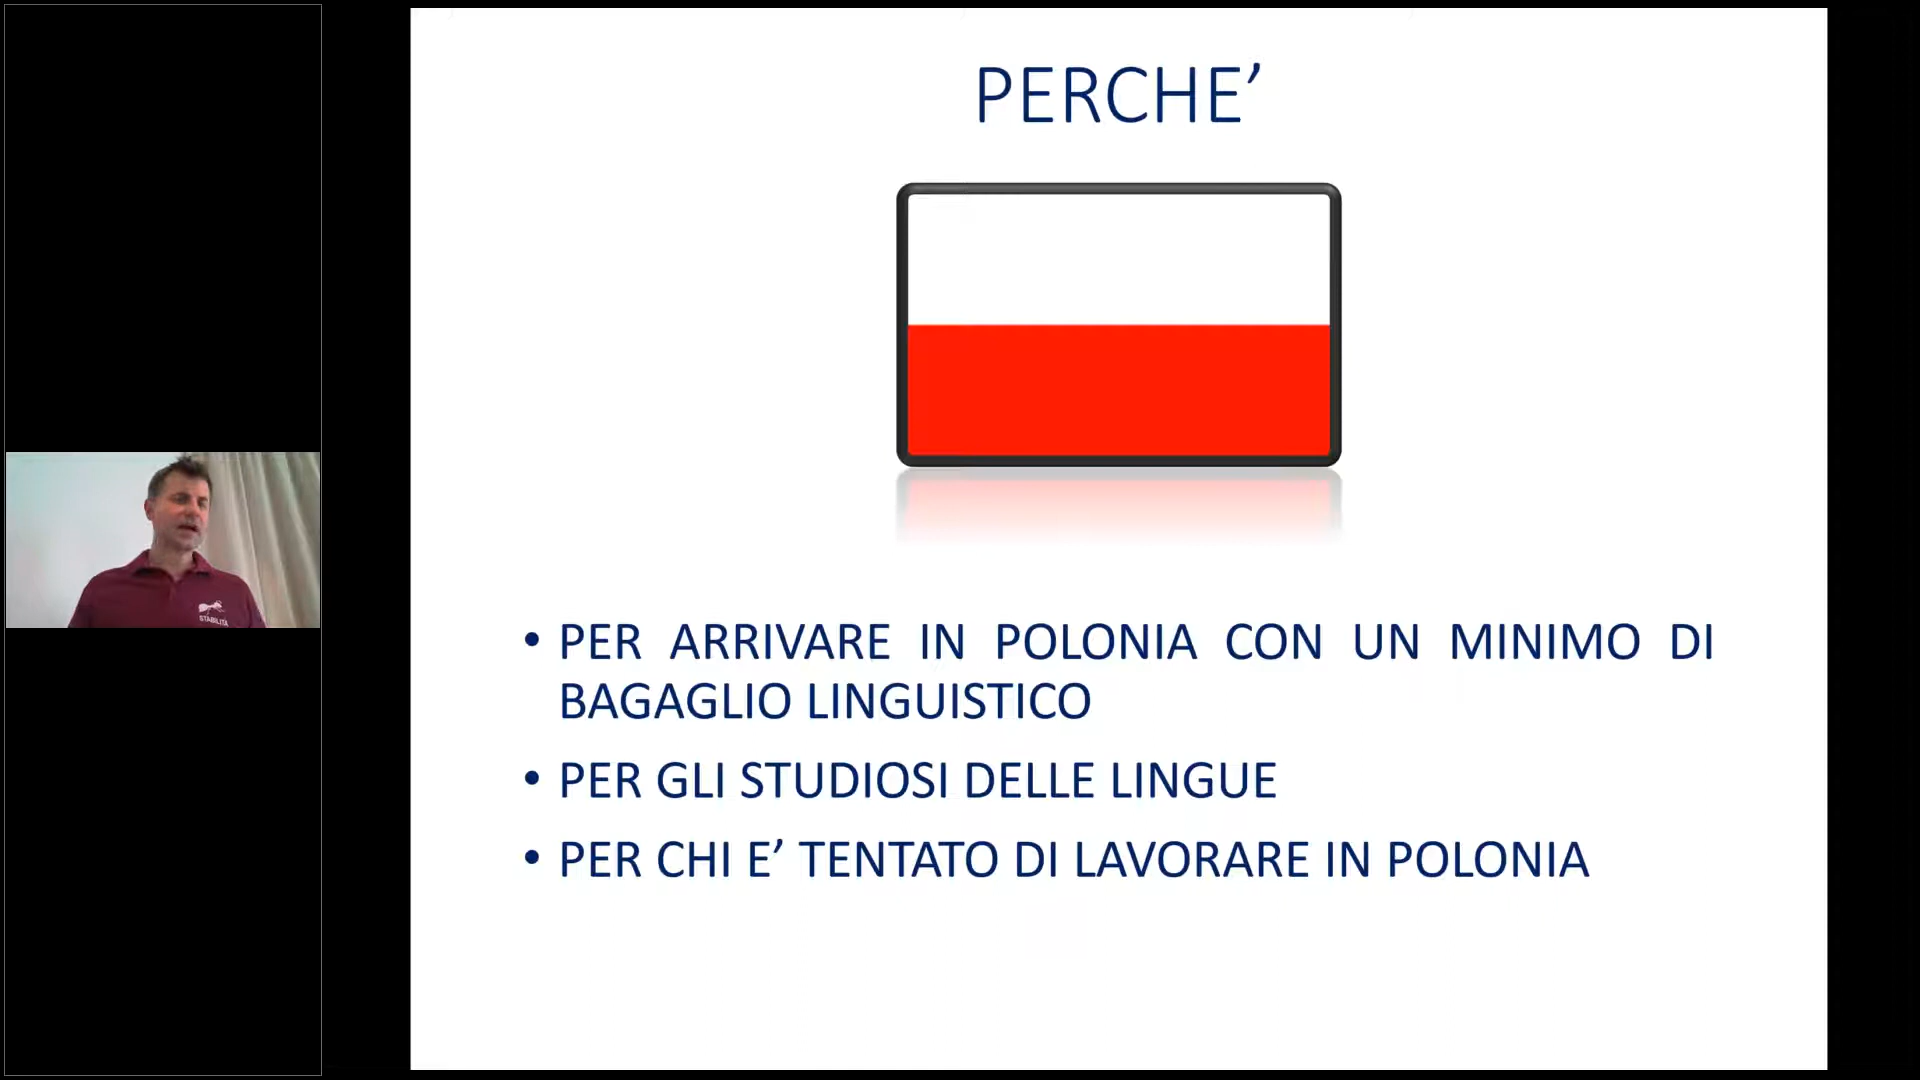 PERCHE’
PER ARRIVARE IN POLONIA CON UN MINIMO DI
BAGAGLIO LINGUISTICO
PER GLI STUDIOSI DELLE LINGUE
PER CHI E’ TENTATO DI LAVORARE IN POLONIA
STABILITA